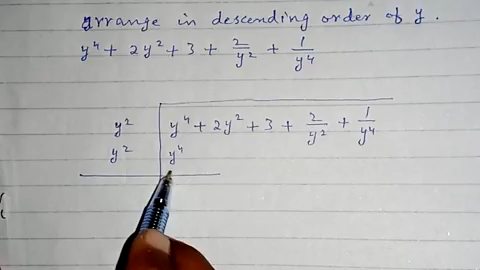 arrange in descending order of y.
y⁴ + 2y² + 3 + 2/y² + 1/y⁴
y² y⁴ + 2y² + 3 + 2/y² + 1/y⁴
y² y⁴